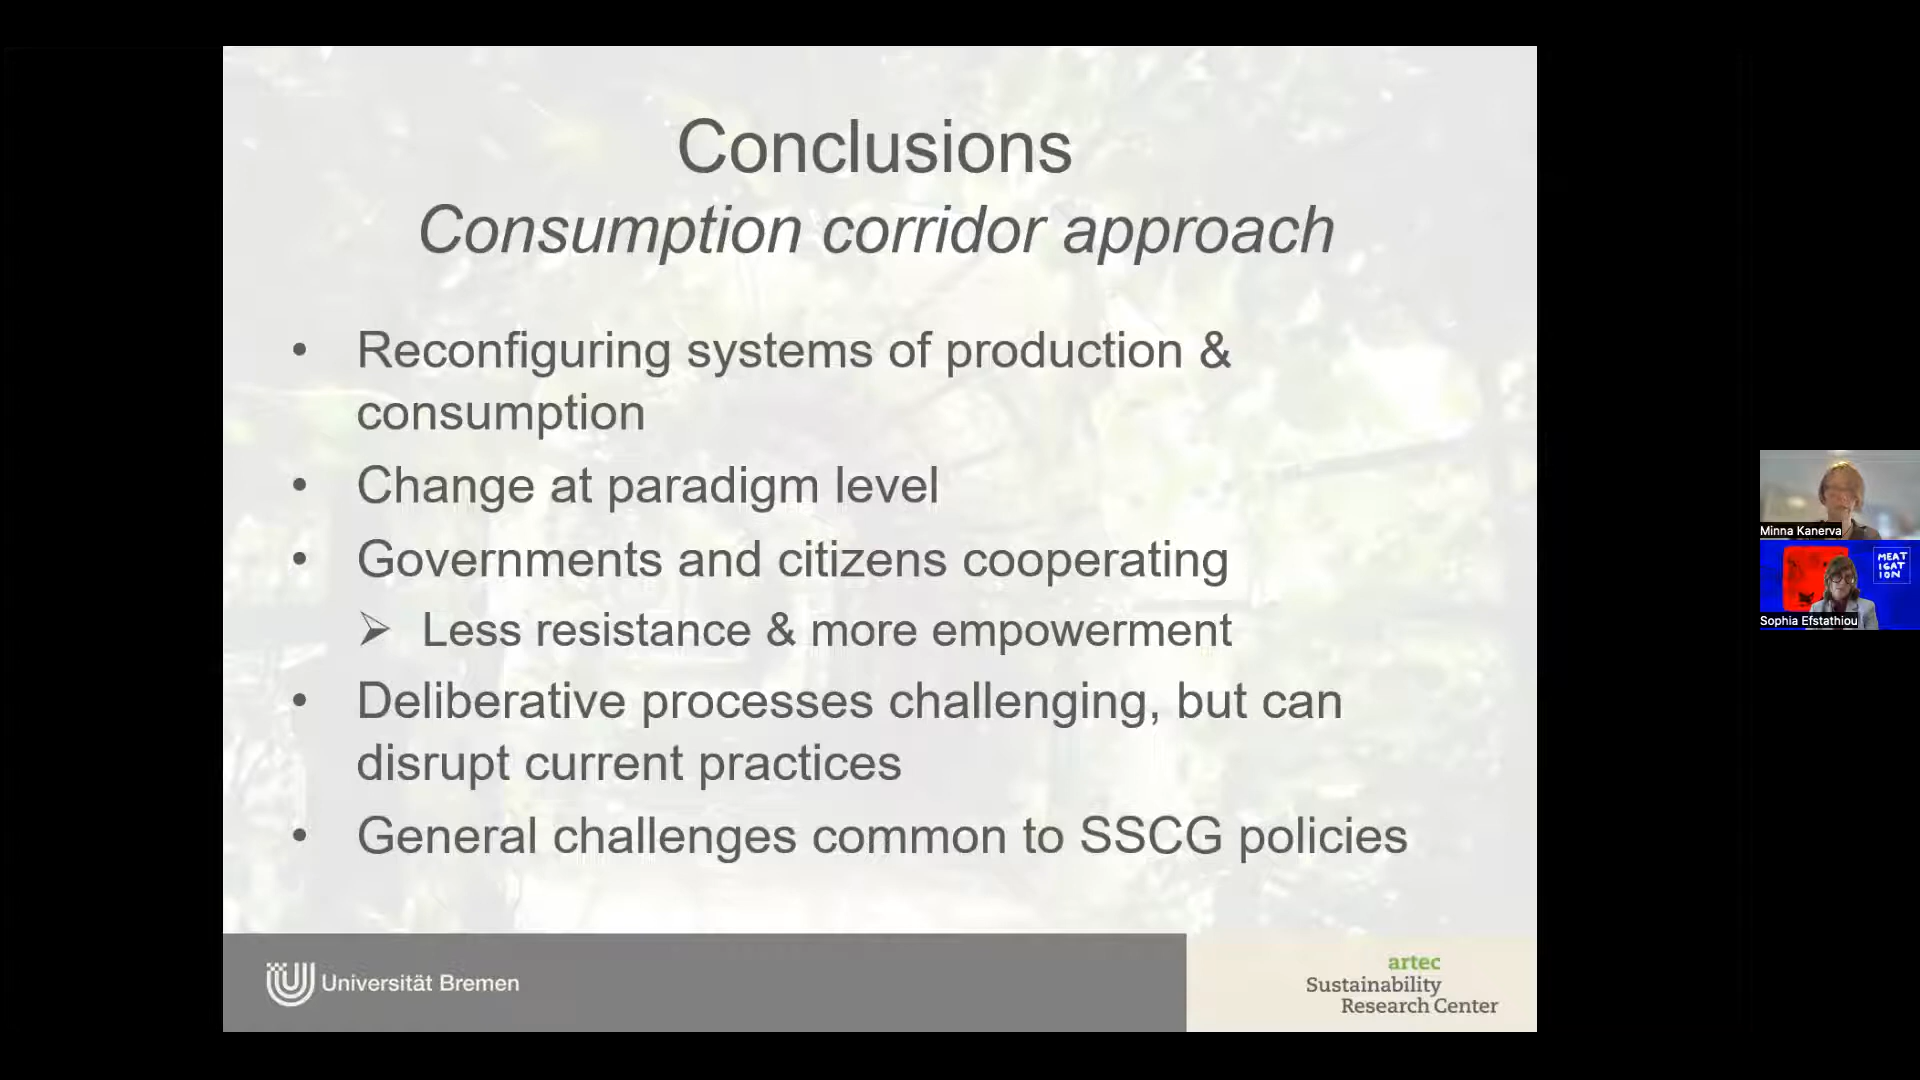 Conclusions
Consumption corridor approach
• Reconfiguring systems of production &
consumption
• Change at paradigm level
• Governments and citizens cooperating
➢ Less resistance & more empowerment
• Deliberative processes challenging, but can
disrupt current practices
• General challenges common to SSCG policies
Universität Bremen
artec
Sustainability
Research Center
Minna Kanerva
MEAT
IGAT
ION
Sophia Efstathiou